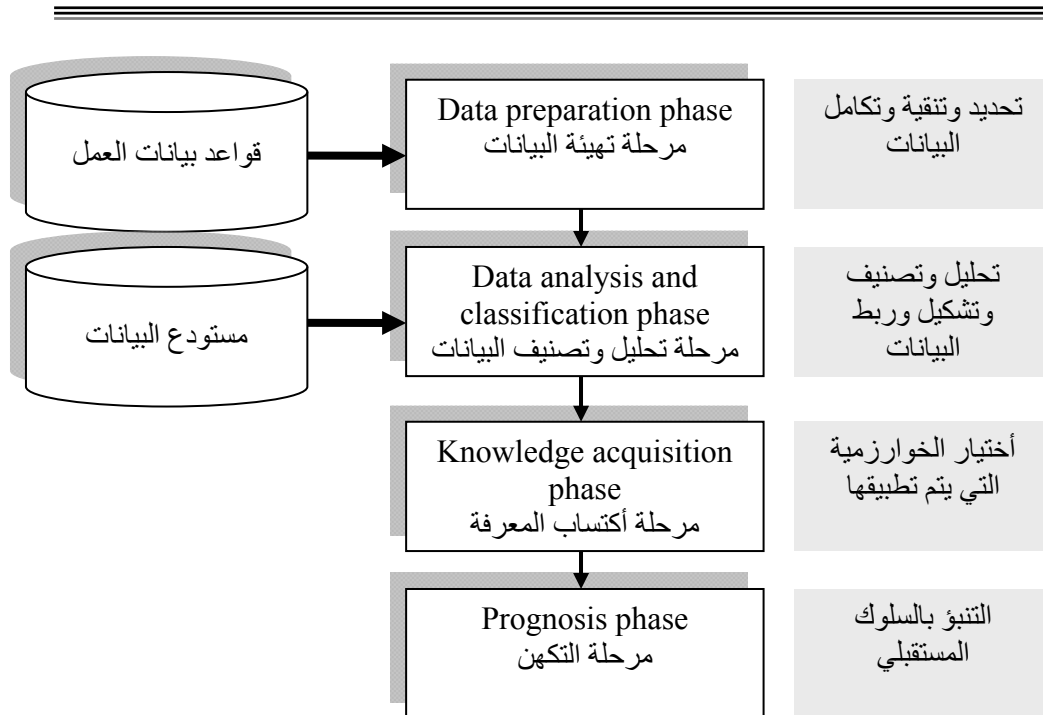 قواعد بيانات العمل
Data preparation phase
مرحلة تهيئة البيانات
تحديد وتنقية وتكامل
البيانات
مستودع البيانات
Data analysis and
classification phase
مرحلة تحليل وتصنيف البيانات
تحليل وتصنيف
وتشكيل وربط
البيانات
Knowledge acquisition
phase
مرحلة أكتساب المعرفة
أختيار الخوارزمية
التي يتم تطبيقها
Prognosis phase
مرحلة التكهن
التنبؤ بالسلوك
المستقبلي